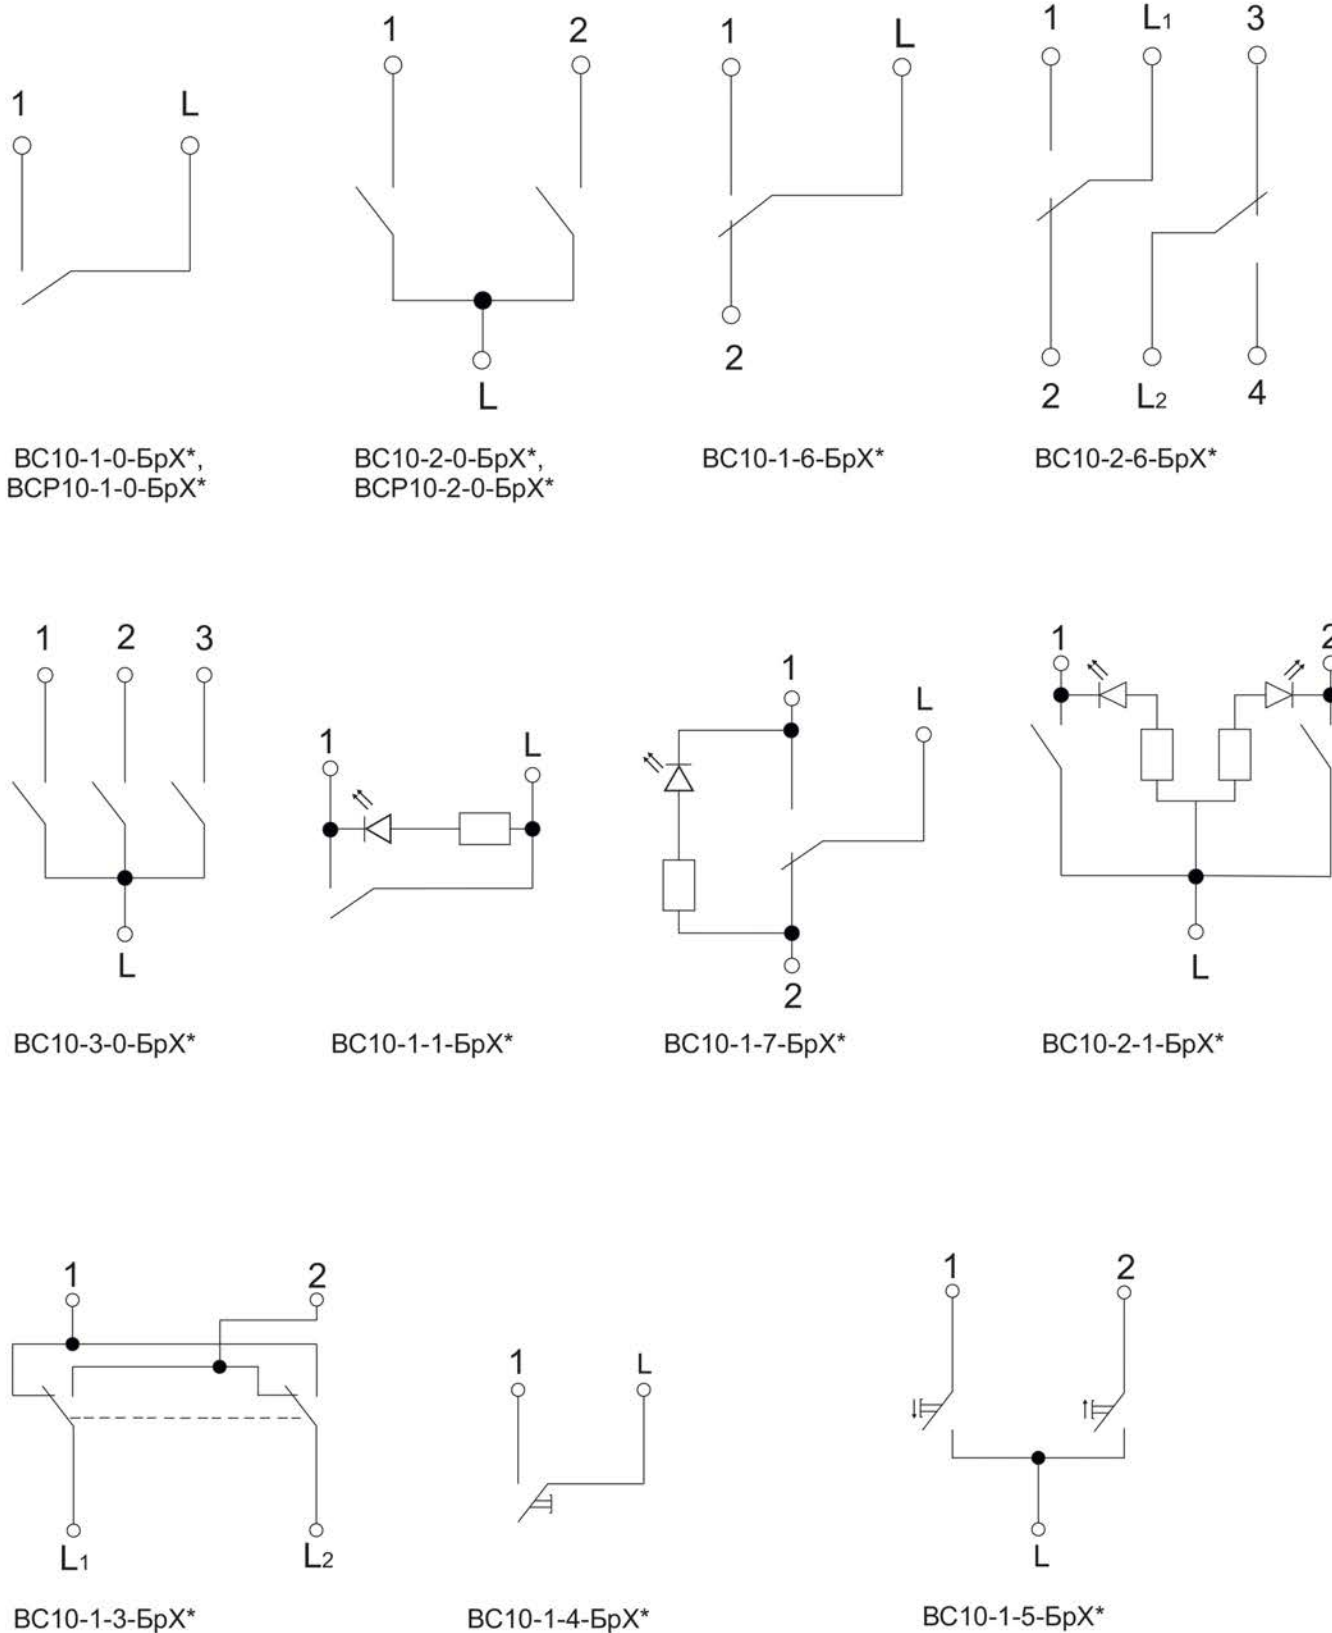 1 L
1 2
L
1 L
2
1 L1 3
2 L2 4
ВС10-1-0-БрХ*,
ВСР10-1-0-БрХ*
ВС10-2-0-БрХ*,
ВСР10-2-0-БрХ*
ВС10-1-6-БрХ*
ВС10-2-6-БрХ*
1 2 3
L
1 L
1 L
2
1 2
L
ВС10-3-0-БрХ*
ВС10-1-1-БрХ*
ВС10-1-7-БрХ*
ВС10-2-1-БрХ*
1 2
L1 L2
1 L
1 2
L
ВС10-1-3-БрХ*
ВС10-1-4-БрХ*
ВС10-1-5-БрХ*